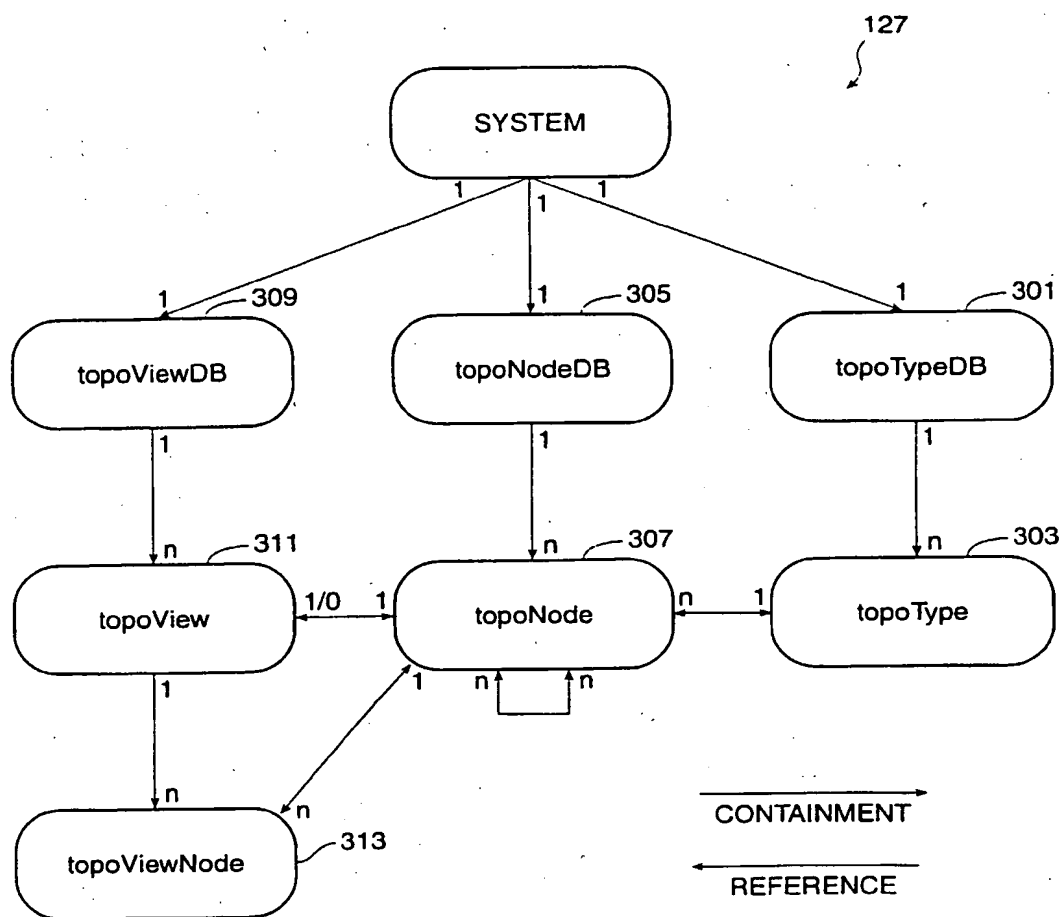 127
SYSTEM
1 1 1
1 309 1 305 1 301
topoViewDB topoNodeDB topoTypeDB
1 1 1
n 311 n 307 n 303
topoView 1/0 1 topoNode n 1 topoType
1 1 n n
n n
CONTAINMENT
topoViewNode 313
REFERENCE